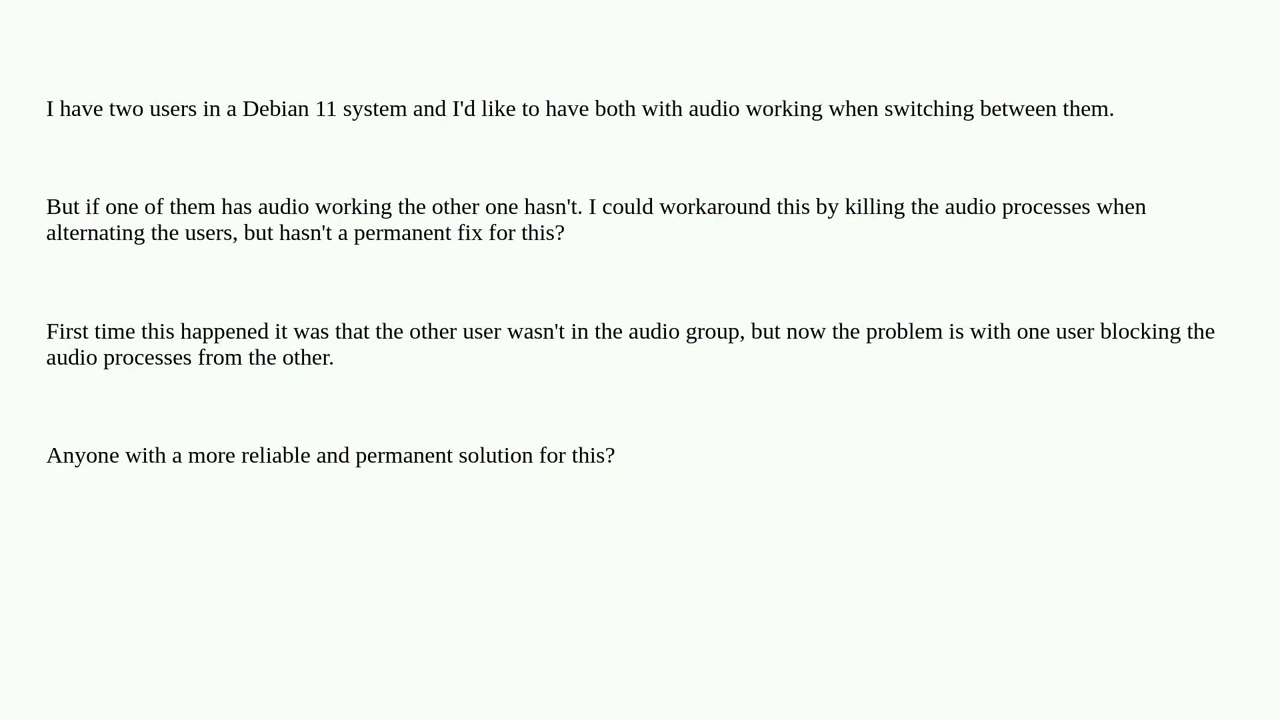 I have two users in a Debian 11 system and I'd like to have both with audio working when switching between them.
But if one of them has audio working the other one hasn't. I could workaround this by killing the audio processes when
alternating the users, but hasn't a permanent fix for this?
First time this happened it was that the other user wasn't in the audio group, but now the problem is with one user blocking the
audio processes from the other.
Anyone with a more reliable and permanent solution for this?